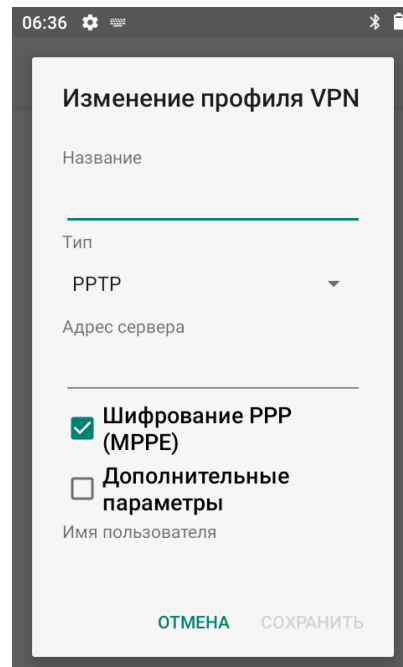 06:36
Изменение профиля VPN
Название
Тип
PPTP
Адрес сервера
Шифрование PPP
(MPPE)
Дополнительные
параметры
Имя пользователя
ОТМЕНА СОХРАНИТЬ